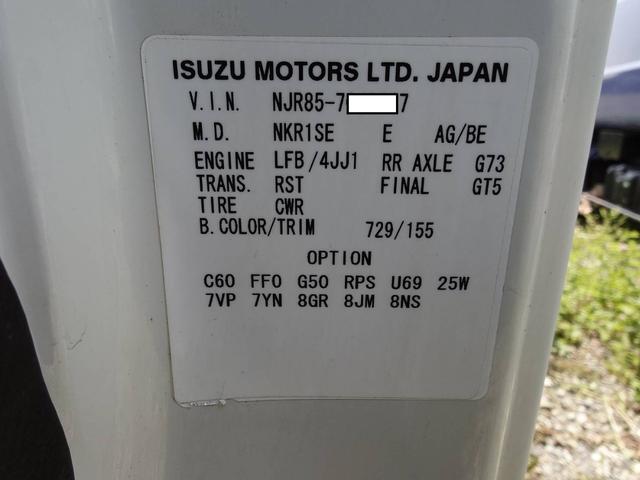 ISUZU MOTORS LTD. JAPAN
V.I.N. NJR85-7 7
M.D. NKR1SE E AG/BE
ENGINE LFB/4JJ1 RR AXLE G73
TRANS. RST FINAL GT5
TIRE CWR
B.COLOR/TRIM 729/155
OPTION
C60 FF0 G50 RPS U69 25W
7VP 7YN 8GR 8JM 8NS